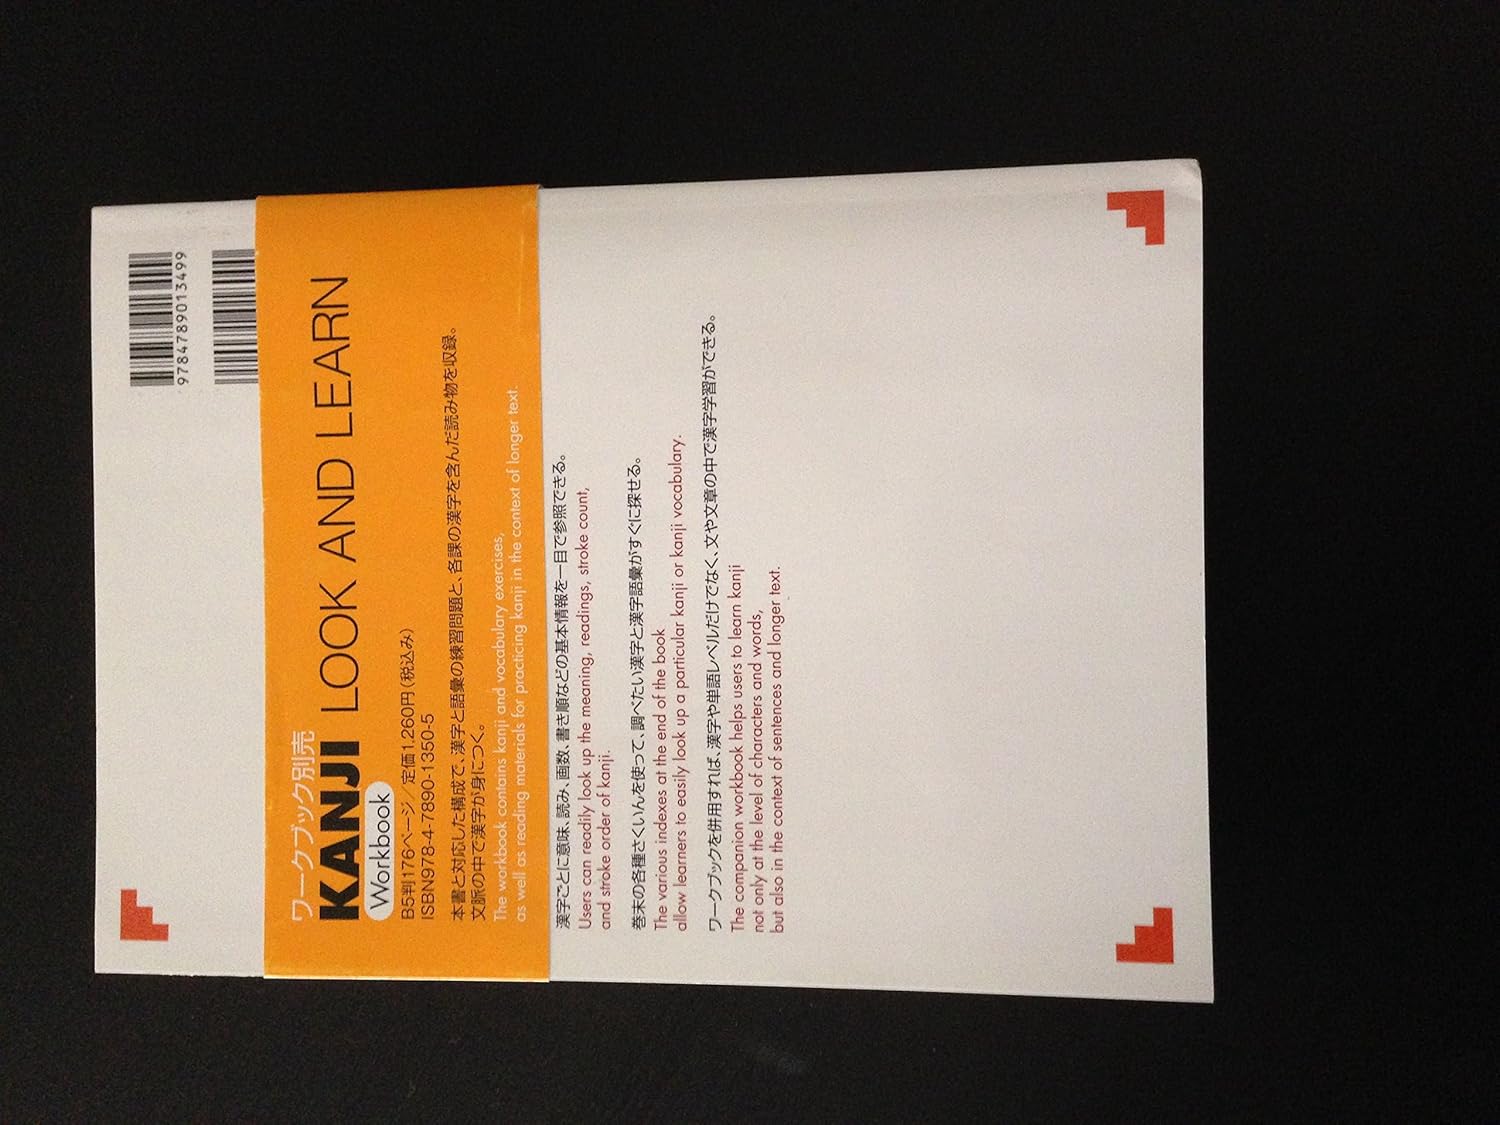 9784789013499
ワークブック別売
KANJI LOOK AND LEARN
Workbook
B5判176ページ／定価1,260円（税込み）
ISBN978-4-7890-1350-5
本書と対応した構成で、漢字と語彙の練習問題と、各課の漢字を含んだ読み物を収録。
文脈の中で漢字が身につく。
The workbook contains kanji and vocabulary exercises,
as well as reading materials for practicing kanji in the context of longer text.
漢字ごとに意味、読み、画数、書き順などの基本情報を一目で参照できる。
Users can readily look up the meaning, readings, stroke count,
and stroke order of kanji.
巻末の各種さくいんを使って、調べたい漢字と漢字語彙がすぐに探せる。
The various indexes at the end of the book
allow learners to easily look up a particular kanji or kanji vocabulary.
ワークブックを併用すれば、漢字や単語レベルだけでなく、文や文章の中で漢字学習ができる。
The companion workbook helps users to learn kanji
not only at the level of characters and words,
but also in the context of sentences and longer text.